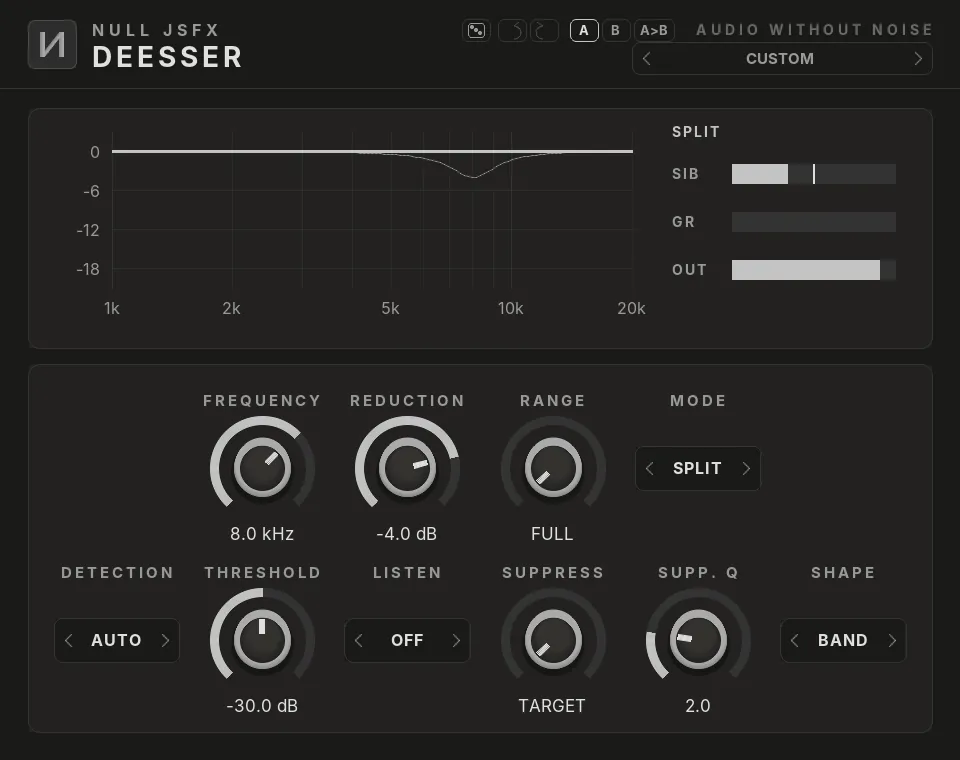 NULL JSFX
DEESSER
A B A>B
AUDIO WITHOUT NOISE
CUSTOM
0
-6
-12
-18
1k 2k 5k 10k 20k
SPLIT
SIB
GR
OUT
FREQUENCY REDUCTION RANGE MODE
SPLIT
8.0 kHz -4.0 dB FULL
DETECTION THRESHOLD LISTEN SUPPRESS SUPP. Q SHAPE
AUTO OFF BAND
-30.0 dB TARGET 2.0